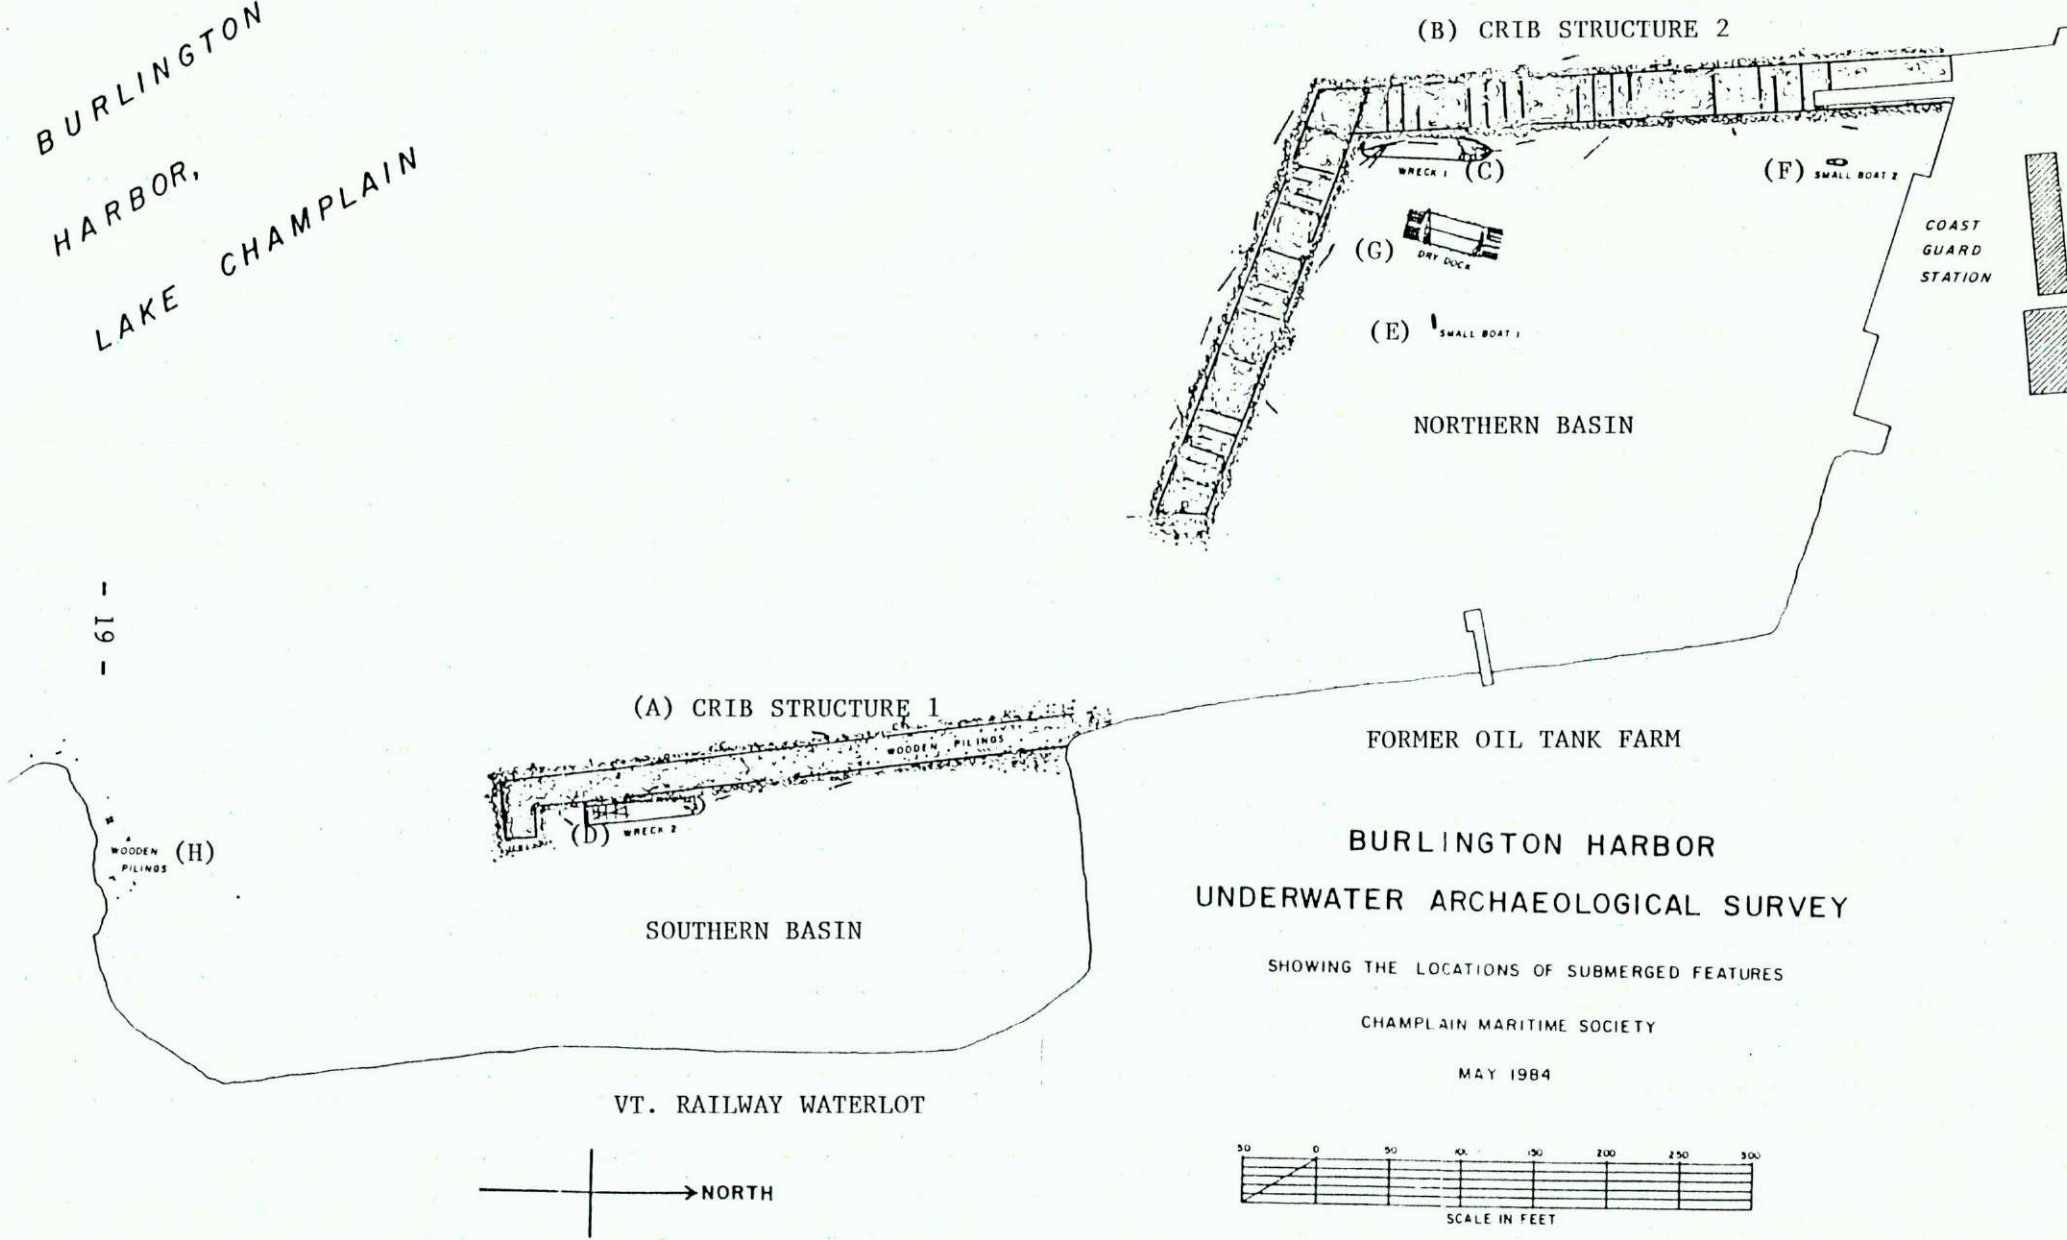 BURLINGTON
HARBOR,
LAKE CHAMPLAIN
(B) CRIB STRUCTURE 2
WRECK 1 (C)
(F) SMALL BOAT 2
(G) DRY DOCK
(E) SMALL BOAT 1
COAST
GUARD
STATION
NORTHERN BASIN
- 19 -
(A) CRIB STRUCTURE 1
WOODEN PILINGS
(D) WRECK 2
WOODEN (H)
PILINGS
SOUTHERN BASIN
FORMER OIL TANK FARM
BURLINGTON HARBOR
UNDERWATER ARCHAEOLOGICAL SURVEY
SHOWING THE LOCATIONS OF SUBMERGED FEATURES
CHAMPLAIN MARITIME SOCIETY
MAY 1984
VT. RAILWAY WATERLOT
NORTH
50 0 50 100 150 200 250 300
SCALE IN FEET